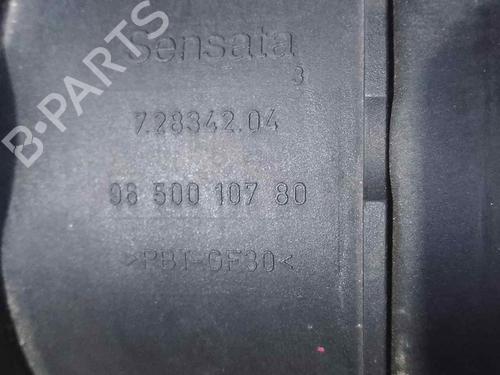 Sensata
3
7.28342.04
98 500 107 80
>PBT-GF30<
B-PARTS